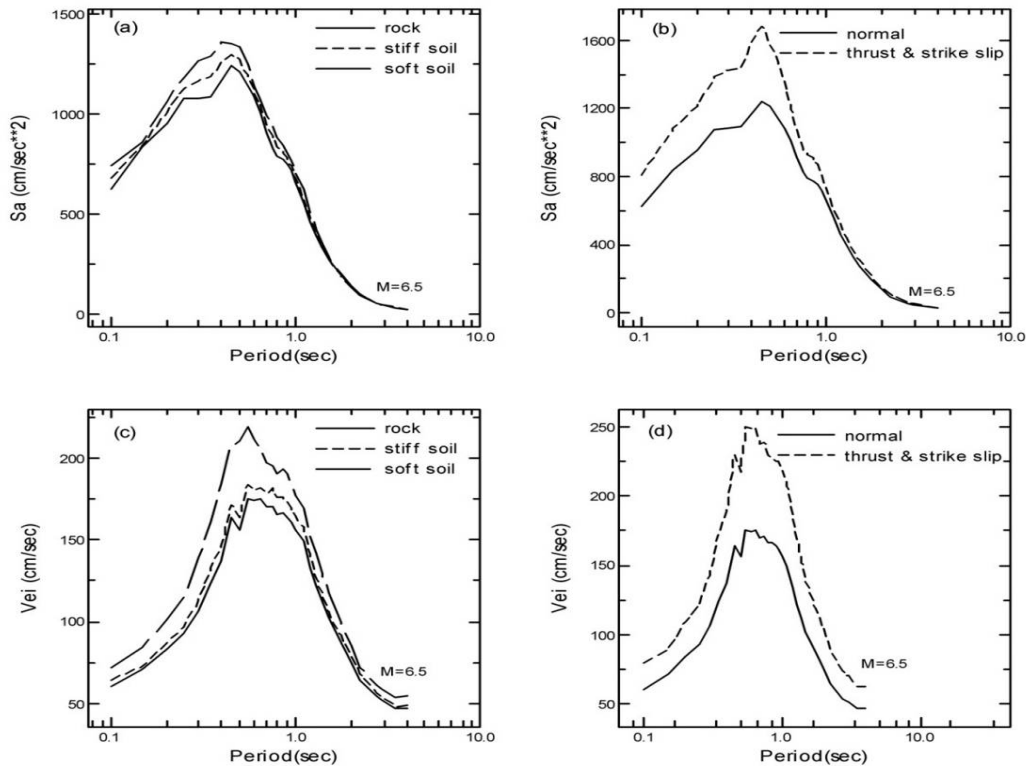 (a)
rock
stiff soil
soft soil
1500
1000
500
0
Sa (cm/sec**2)
M=6.5
0.1
1.0
10.0
Period(sec)
(b)
normal
thrust & strike slip
1600
1200
800
400
0
Sa (cm/sec**2)
M=6.5
0.1
1.0
10.0
Period(sec)
(c)
rock
stiff soil
soft soil
200
150
100
50
Vei (cm/sec)
M=6.5
0.1
1.0
10.0
Period(sec)
(d)
normal
thrust & strike slip
250
200
150
100
50
Vei (cm/sec)
M=6.5
0.1
1.0
10.0
Period(sec)